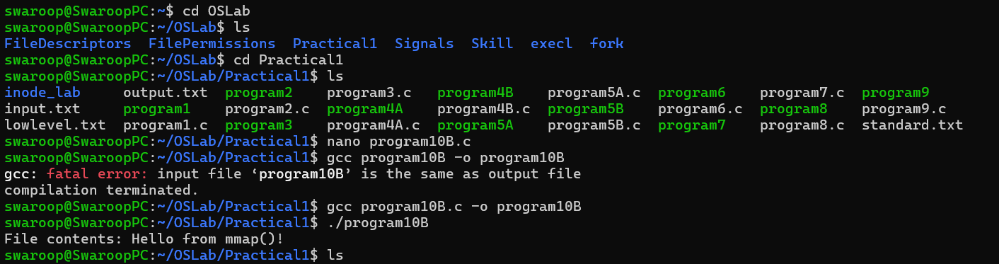 swaroop@SwaroopPC:~$ cd OSLab
swaroop@SwaroopPC:~/OSLab$ ls
FileDescriptors  FilePermissions  Practical1  Signals  Skill  execl  fork
swaroop@SwaroopPC:~/OSLab$ cd Practical1
swaroop@SwaroopPC:~/OSLab/Practical1$ ls
inode_lab     output.txt  program2    program3.c   program4B    program5A.c  program6    program7.c  program9
input.txt     program1    program2.c  program4A    program4B.c  program5B    program6.c  program8    program9.c
lowlevel.txt  program1.c  program3    program4A.c  program5A    program5B.c  program7    program8.c  standard.txt
swaroop@SwaroopPC:~/OSLab/Practical1$ nano program10B.c
swaroop@SwaroopPC:~/OSLab/Practical1$ gcc program10B -o program10B
gcc: fatal error: input file ‘program10B’ is the same as output file
compilation terminated.
swaroop@SwaroopPC:~/OSLab/Practical1$ gcc program10B.c -o program10B
swaroop@SwaroopPC:~/OSLab/Practical1$ ./program10B
File contents: Hello from mmap()!
swaroop@SwaroopPC:~/OSLab/Practical1$ ls